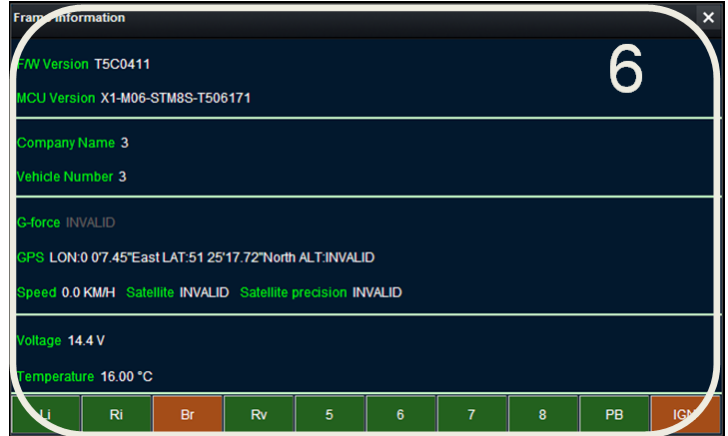 Frame Information
6
F/W Version T5C0411
MCU Version X1-M06-STM8S-T506171
Company Name 3
Vehicle Number 3
G-force INVALID
GPS LON:0 0'7.45"East LAT:51 25'17.72"North ALT:INVALID
Speed 0.0 KM/H Satellite INVALID Satellite precision INVALID
Voltage 14.4 V
Temperature 16.00 °C
Li Ri Br Rv 5 6 7 8 PB IGN